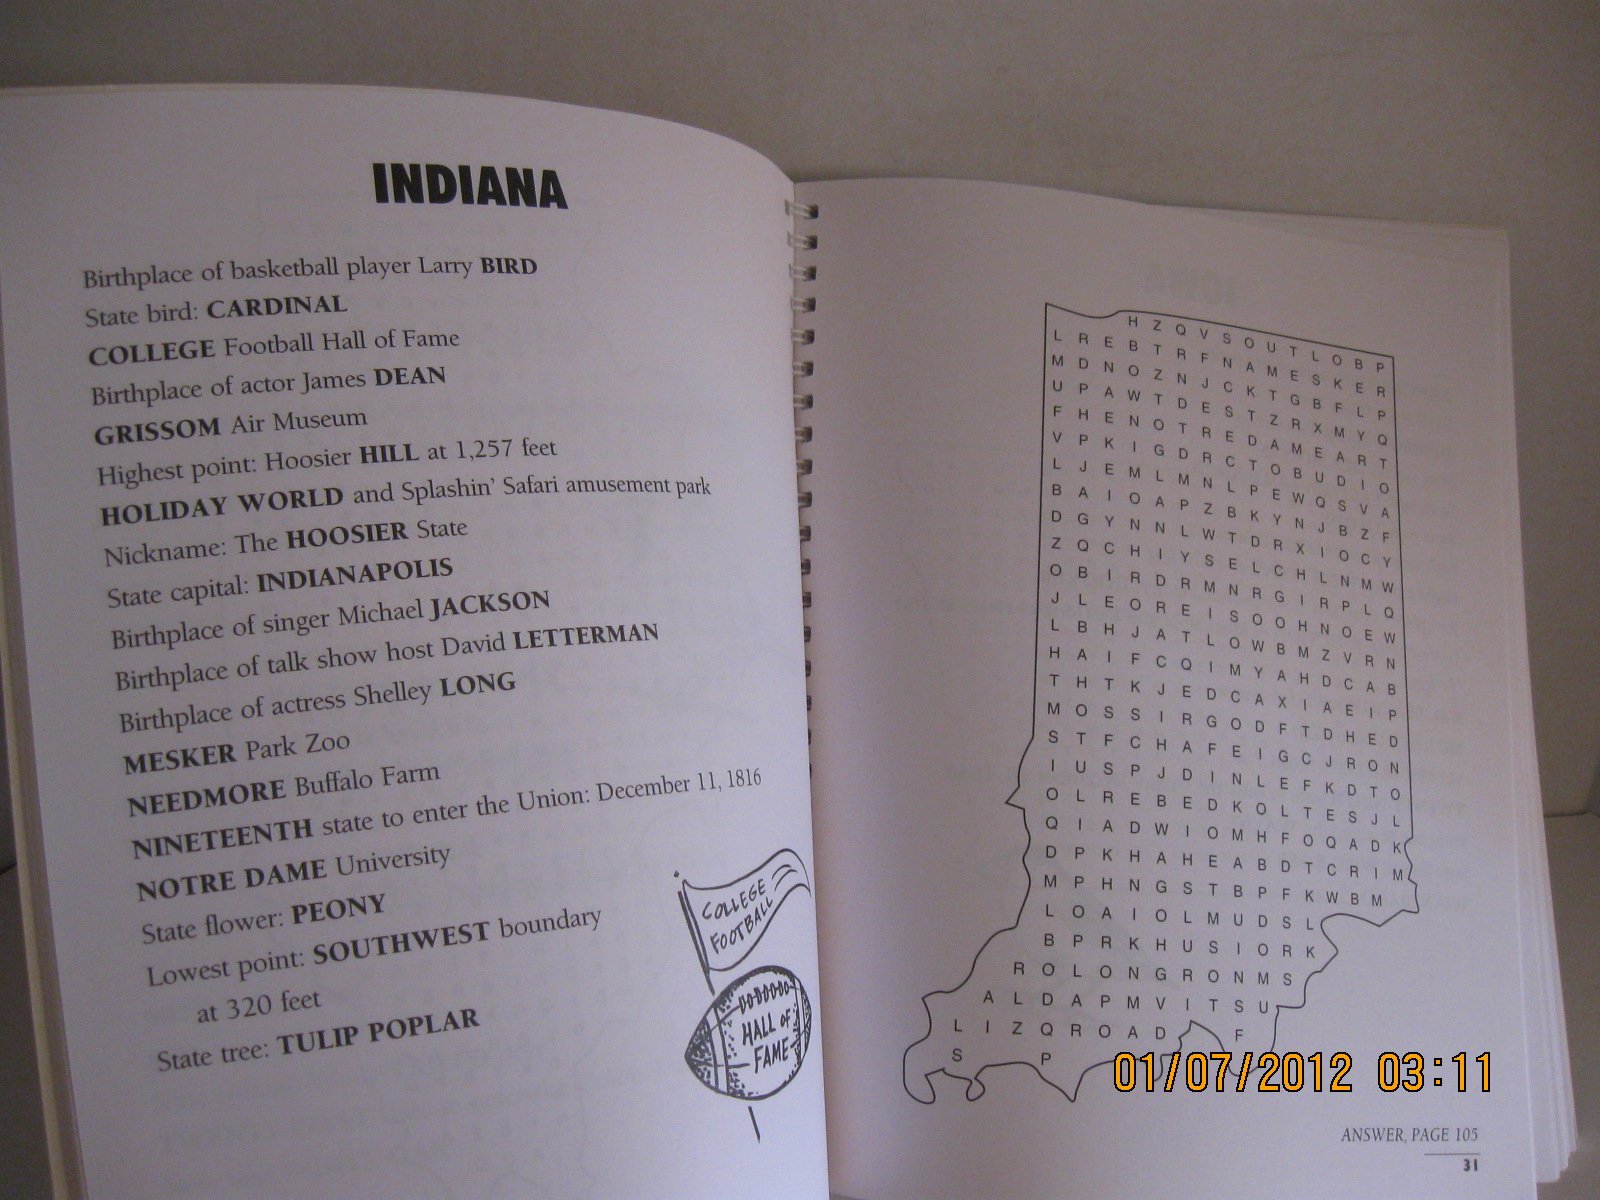 INDIANA
Birthplace of basketball player Larry BIRD
State bird: CARDINAL
COLLEGE Football Hall of Fame
Birthplace of actor James DEAN
GRISSOM Air Museum
Highest point: Hoosier HILL at 1,257 feet
HOLIDAY WORLD and Splashin' Safari amusement park
Nickname: The HOOSIER State
State capital: INDIANAPOLIS
Birthplace of singer Michael JACKSON
Birthplace of talk show host David LETTERMAN
Birthplace of actress Shelley LONG
MESKER Park Zoo
NEEDMORE Buffalo Farm
NINETEENTH state to enter the Union: December 11, 1816
NOTRE DAME University
State flower: PEONY
Lowest point: SOUTHWEST boundary
at 320 feet
State tree: TULIP POPLAR
COLLEGE
FOOTBALL
HALL OF
FAME
H Z Q V S O U T L O B P
L R E B T R F N A M E S K E R
M D N O Z N J C K T G B F L P
U P A W T D E S T Z R X M Y Q
F H E N O T R E D A M E A R T
V P K I G D R C T O B U D I O
L J E M L M N L P E W Q S V A
B A I O A P Z B K Y N J B Z F
D G Y N N L W T D R X I O C Y
Z Q C H I Y S E L C H L N M W
O B I R D R M N R G I R P L Q
J L E O R E I S O O H N O E W
L B H J A T L O W B M Z V R N
H A I F C Q I M Y A H D C A B
T H T K J E D C A X I A E I P
M O S S I R G O D F T D H E D
S T F C H A F E I G C J R O N
I U S P J D I N L E F K D T O
O L R E B E D K O L T E S J L
Q I A D W I O M H F O Q A D K
D P K H A H E A B D T C R I M
M P H N G S T B P F K W B M
L O A I O L M U D S L
B P R K H U S I O R K
R O L O N G R O N M S
A L D A P M V I T S U
L I Z Q R O A D F
S P
01/07/2012 03:11
ANSWER, PAGE 105
31